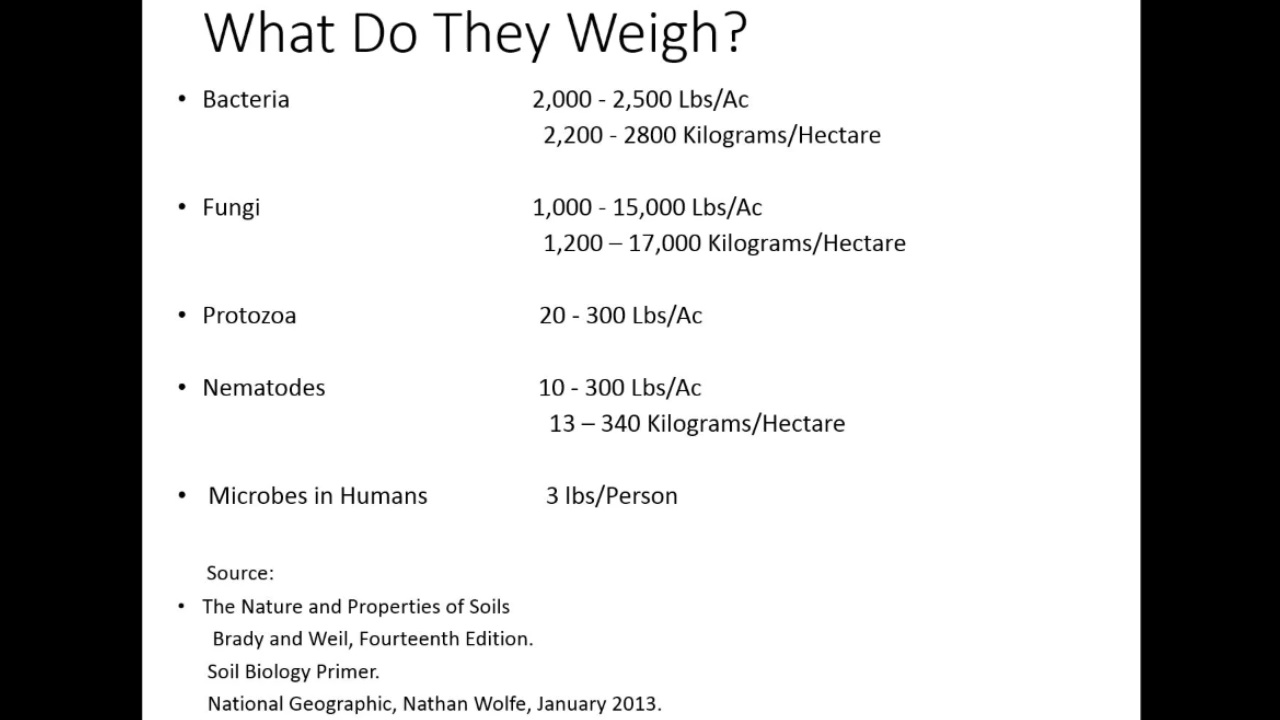 What Do They Weigh?
• Bacteria 2,000 - 2,500 Lbs/Ac
2,200 - 2800 Kilograms/Hectare
• Fungi 1,000 - 15,000 Lbs/Ac
1,200 – 17,000 Kilograms/Hectare
• Protozoa 20 - 300 Lbs/Ac
• Nematodes 10 - 300 Lbs/Ac
13 – 340 Kilograms/Hectare
• Microbes in Humans 3 lbs/Person
Source:
• The Nature and Properties of Soils
Brady and Weil, Fourteenth Edition.
Soil Biology Primer.
National Geographic, Nathan Wolfe, January 2013.